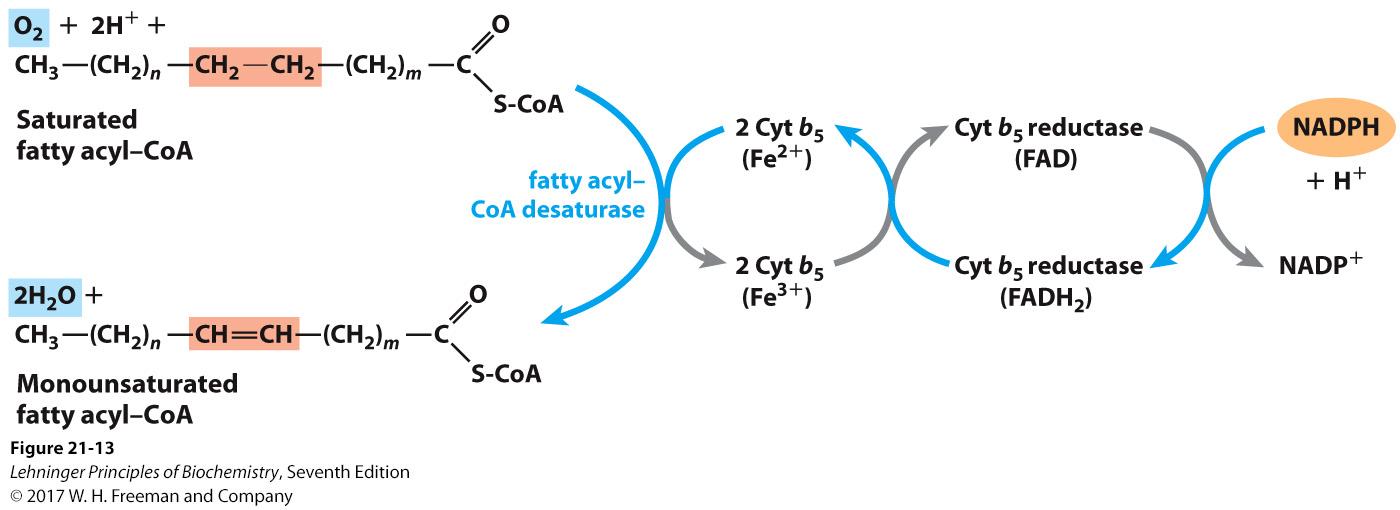 O₂ + 2H⁺ +
CH₃—(CH₂)ₙ—CH₂—CH₂—(CH₂)ₘ—C
O
S-CoA
Saturated
fatty acyl–CoA
fatty acyl–
CoA desaturase
2 Cyt b₅
(Fe²⁺)
Cyt b₅ reductase
(FAD)
NADPH
+ H⁺
2 Cyt b₅
(Fe³⁺)
Cyt b₅ reductase
(FADH₂)
NADP⁺
2H₂O +
CH₃—(CH₂)ₙ—CH=CH—(CH₂)ₘ—C
O
S-CoA
Monounsaturated
fatty acyl–CoA
Figure 21-13
Lehninger Principles of Biochemistry, Seventh Edition
© 2017 W. H. Freeman and Company